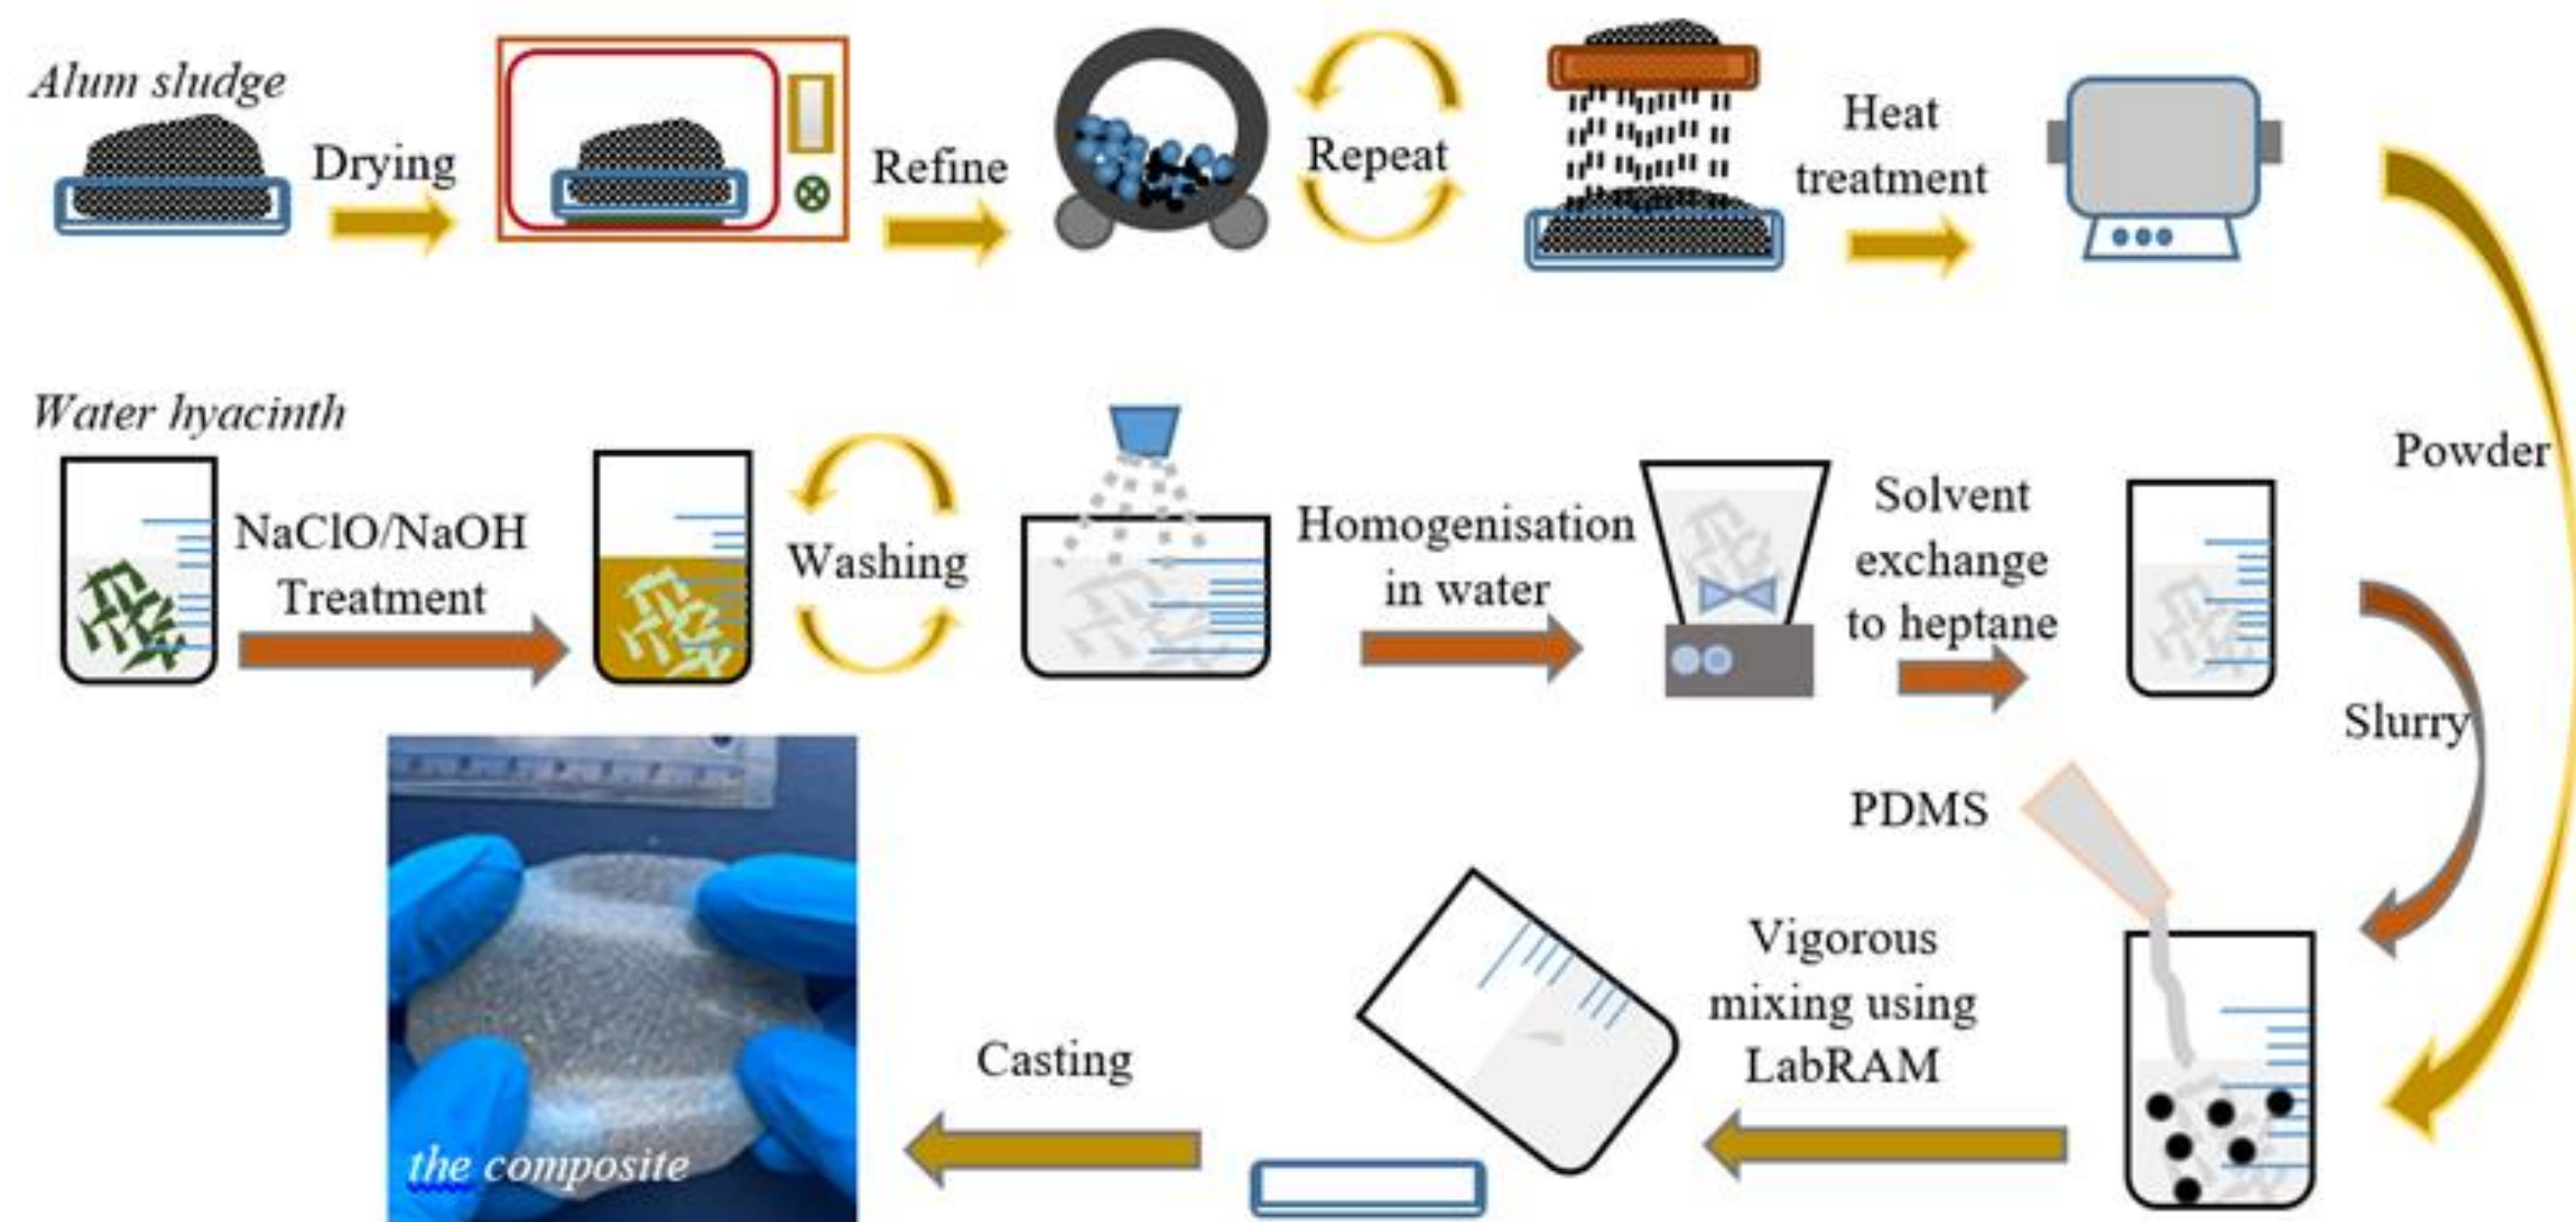 Alum sludge
Drying
Refine
Repeat
Heat
treatment
Water hyacinth
NaClO/NaOH
Treatment
Washing
Homogenisation
in water
Solvent
exchange
to heptane
Powder
Slurry
PDMS
Vigorous
mixing using
LabRAM
Casting
the composite